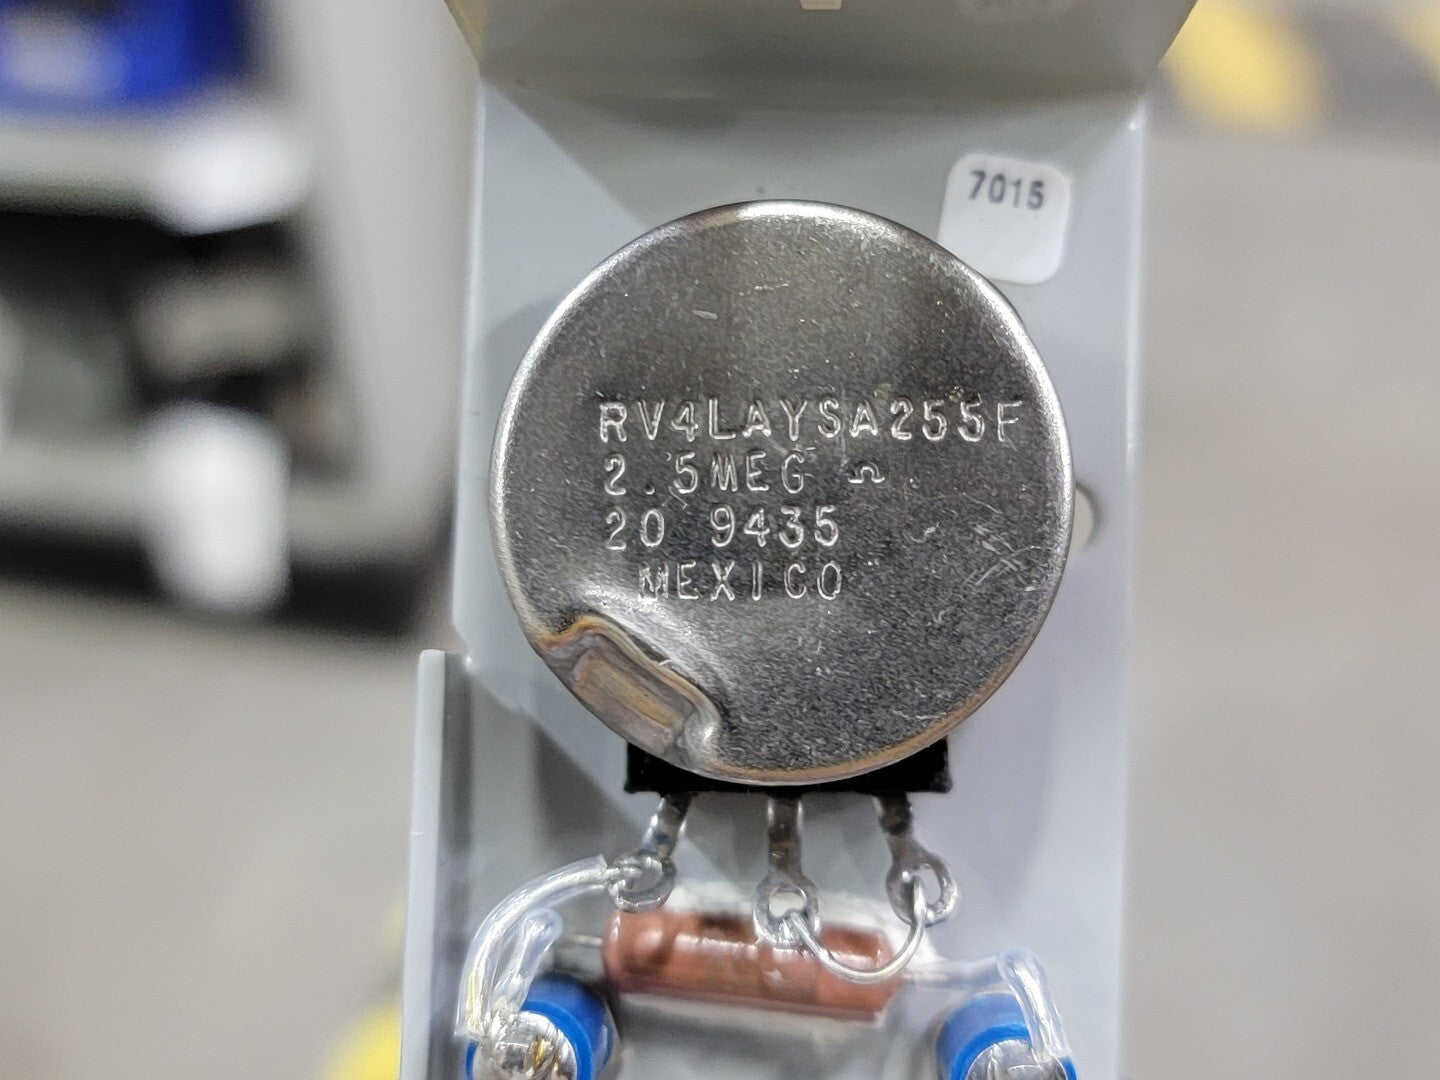 7015
RV4LAYSA255F
2.5MEG Ω
20 9435
MEXICO